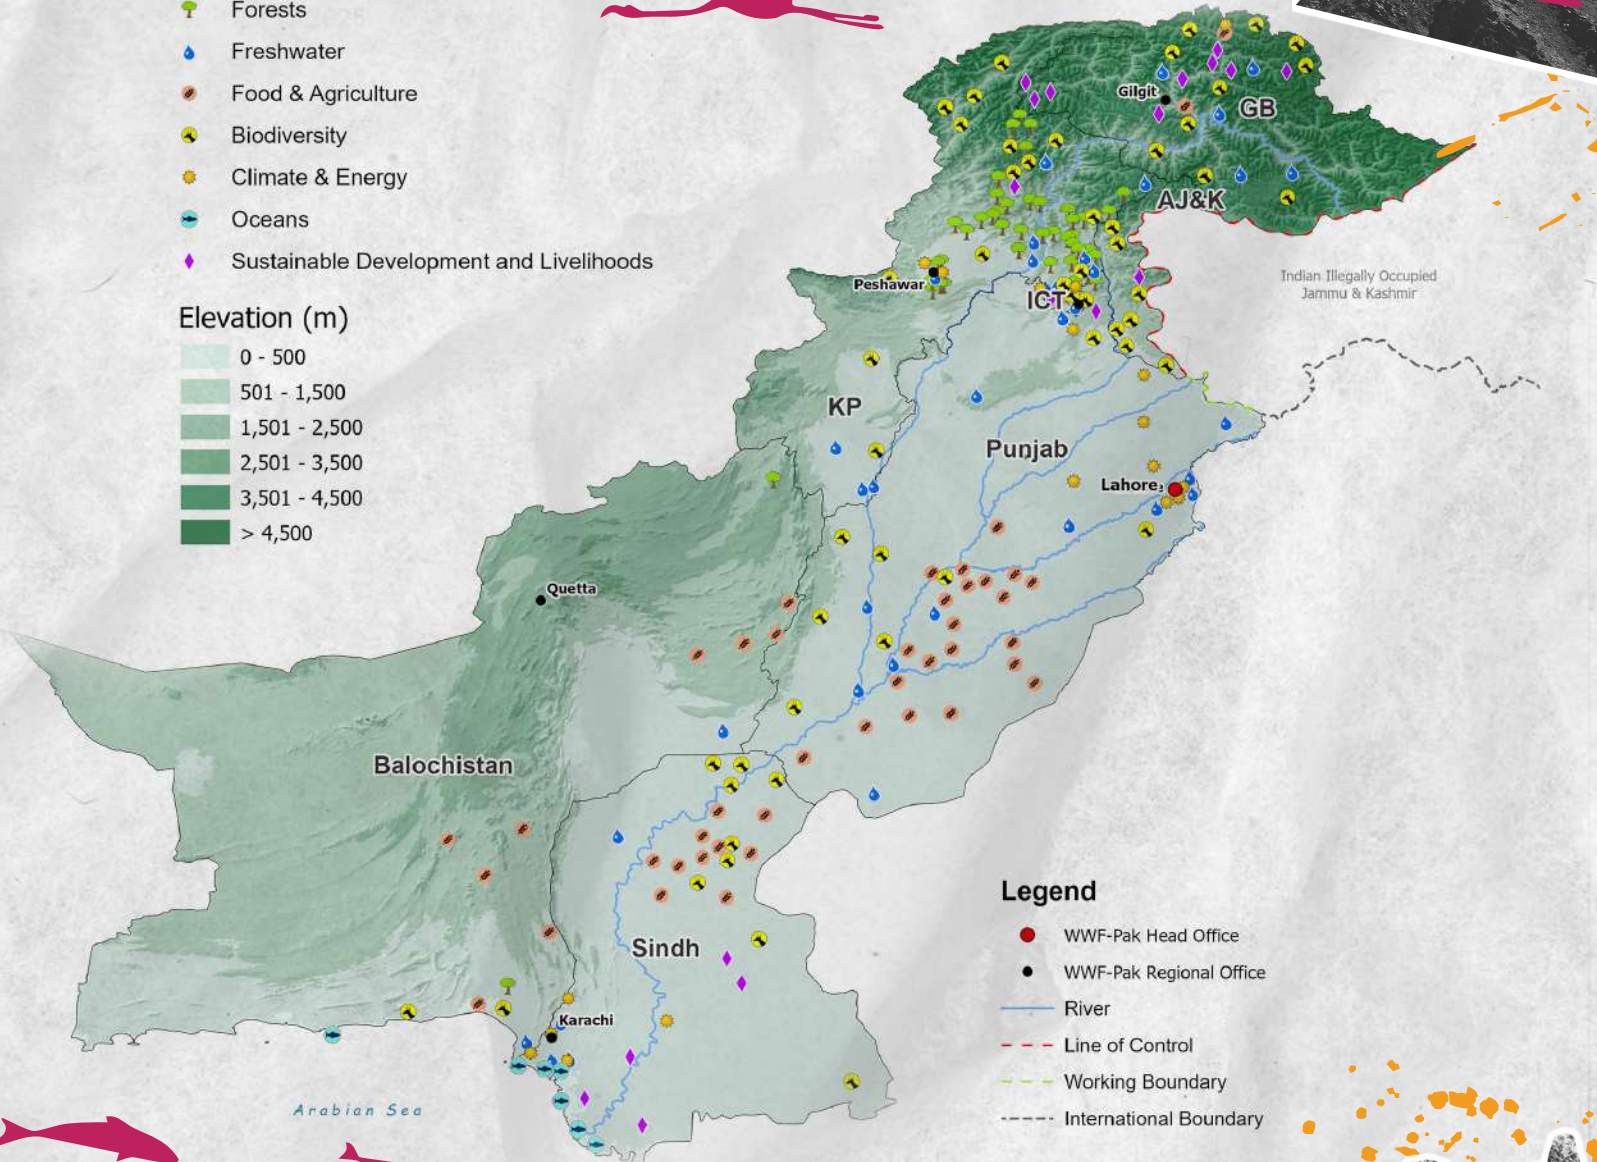 Forests
Freshwater
Food & Agriculture
Biodiversity
Climate & Energy
Oceans
Sustainable Development and Livelihoods
Elevation (m)
0 - 500
501 - 1,500
1,501 - 2,500
2,501 - 3,500
3,501 - 4,500
> 4,500
Gilgit
GB
AJ&K
Peshawar
ICT
Indian Illegally Occupied
Jammu & Kashmir
KP
Punjab
Lahore
Quetta
Balochistan
Sindh
Karachi
Arabian Sea
Legend
WWF-Pak Head Office
WWF-Pak Regional Office
River
Line of Control
Working Boundary
International Boundary